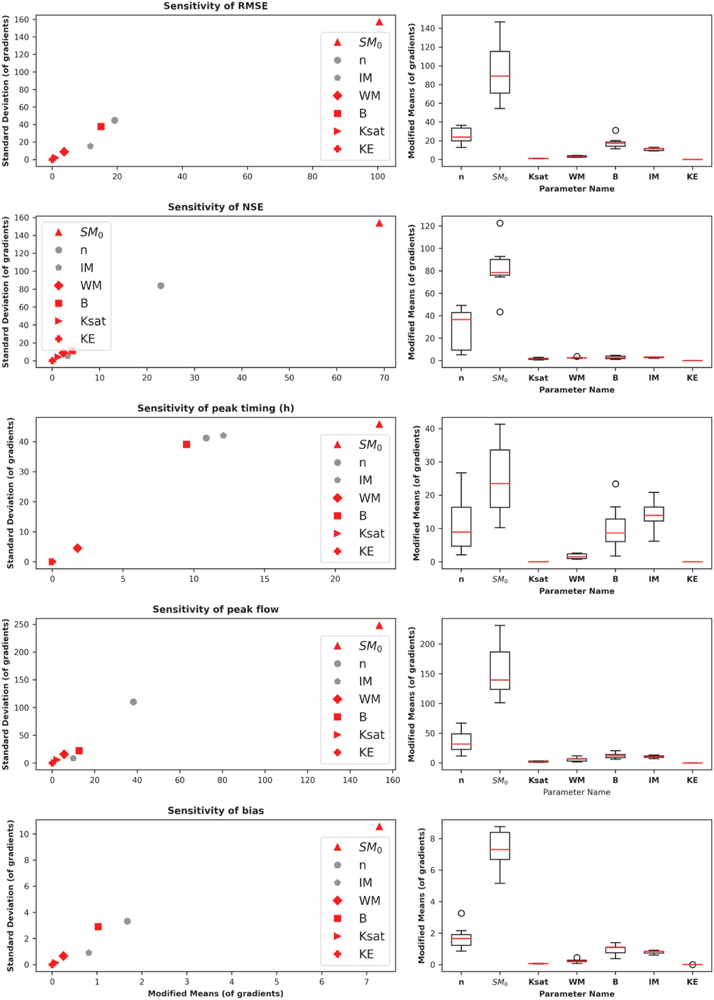 Sensitivity of RMSE
Standard Deviation (of gradients)
160
140
120
100
80
60
40
20
0
0 20 40 60 80 100
SM0
n
IM
WM
B
Ksat
KE
Modified Means (of gradients)
140
120
100
80
60
40
20
0
n SM0 Ksat WM B IM KE
Parameter Name
Sensitivity of NSE
Standard Deviation (of gradients)
160
140
120
100
80
60
40
20
0
0 10 20 30 40 50 60 70
SM0
n
IM
WM
B
Ksat
KE
Modified Means (of gradients)
120
100
80
60
40
20
0
n SM0 Ksat WM B IM KE
Parameter Name
Sensitivity of peak timing (h)
Standard Deviation (of gradients)
40
30
20
10
0
0 5 10 15 20
SM0
n
IM
WM
B
Ksat
KE
Modified Means (of gradients)
40
30
20
10
0
n SM0 Ksat WM B IM KE
Parameter Name
Sensitivity of peak flow
Standard Deviation (of gradients)
250
200
150
100
50
0
0 20 40 60 80 100 120 140 160
SM0
n
IM
WM
B
Ksat
KE
Modified Means (of gradients)
200
150
100
50
0
n SM0 Ksat WM B IM KE
Parameter Name
Sensitivity of bias
Standard Deviation (of gradients)
10
8
6
4
2
0
0 1 2 3 4 5 6 7
Modified Means (of gradients)
SM0
n
IM
WM
B
Ksat
KE
Modified Means (of gradients)
8
6
4
2
0
n SM0 Ksat WM B IM KE
Parameter Name